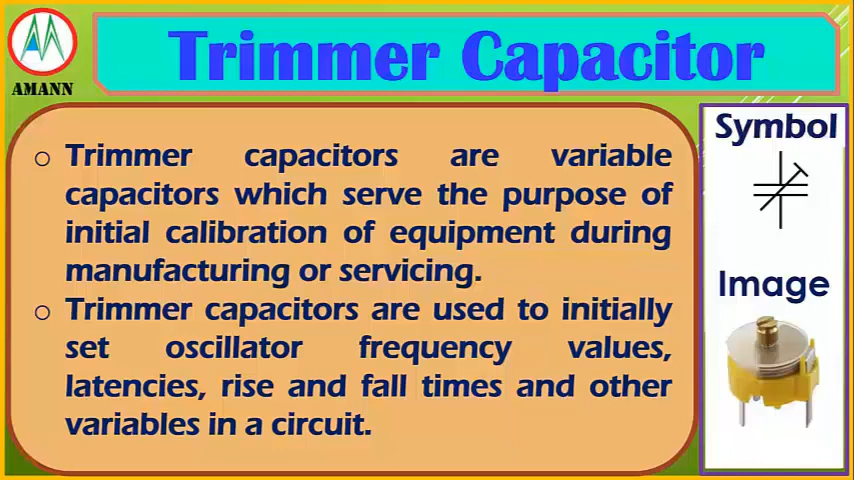 AMANN
Trimmer Capacitor
Trimmer capacitors are variable
capacitors which serve the purpose of
initial calibration of equipment during
manufacturing or servicing.
Trimmer capacitors are used to initially
set oscillator frequency values,
latencies, rise and fall times and other
variables in a circuit.
Symbol
Image